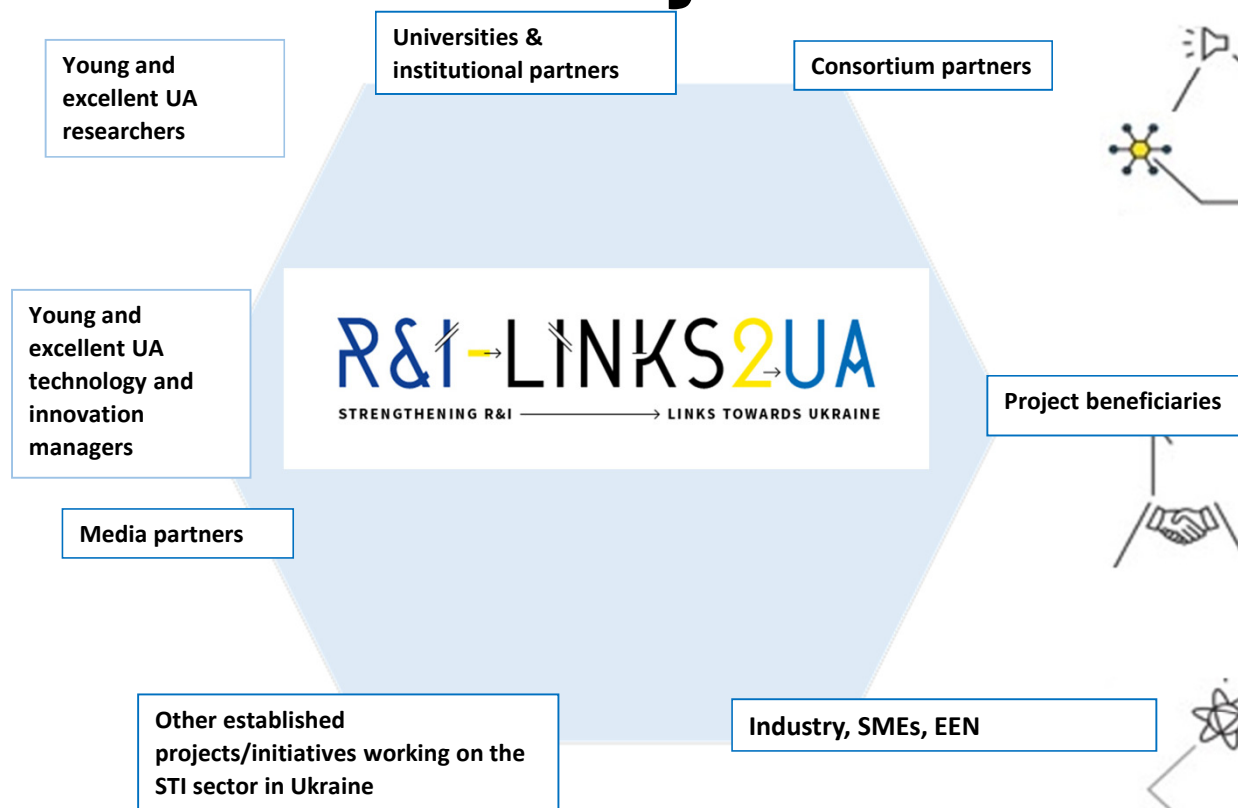 Universities &
institutional partners
Young and
excellent UA
researchers
Consortium partners
Young and
excellent UA
technology and
innovation
managers
R&I-LINKS2UA
STRENGTHENING R&I LINKS TOWARDS UKRAINE
Project beneficiaries
Media partners
Other established
projects/initiatives working on the
STI sector in Ukraine
Industry, SMEs, EEN